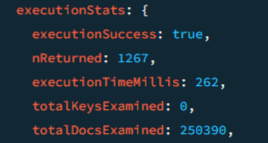 executionStats: {
executionSuccess: true,
nReturned: 1267,
executionTimeMillis: 262,
totalKeysExamined: 0,
totalDocsExamined: 250390,